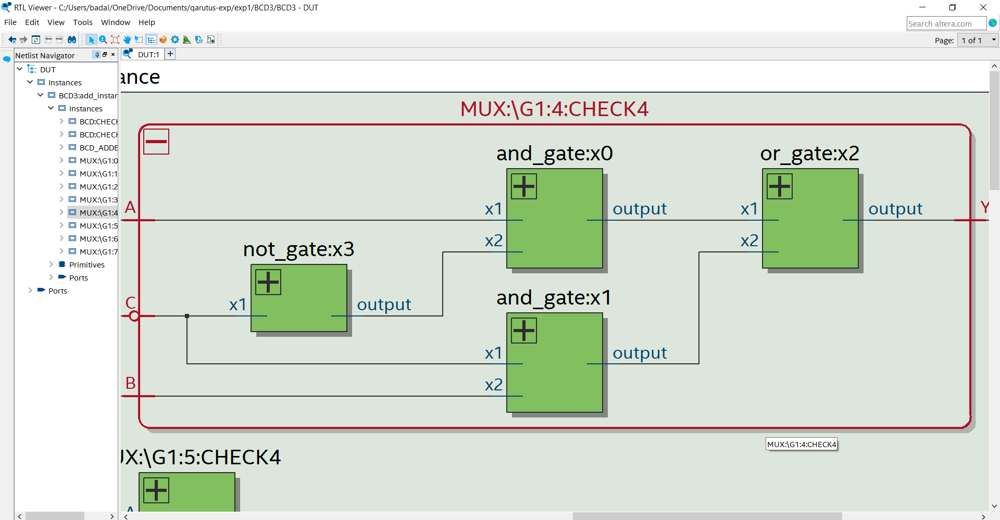 RTL Viewer - C:/Users/badal/OneDrive/Documents/qarutus-exp/exp1/BCD3/BCD3 - DUT
File Edit View Tools Window Help
Search altera.com
Page: 1 of 1
Netlist Navigator
DUT
Instances
BCD3:add_instar
Instances
BCD:CHECK
BCD:CHECK
BCD_ADDE
MUX:\G1:0
MUX:\G1:1
MUX:\G1:2
MUX:\G1:3
MUX:\G1:4
MUX:\G1:5
MUX:\G1:6
MUX:\G1:7
Primitives
Ports
Ports
DUT:1
ance
MUX:\G1:4:CHECK4
and_gate:x0
or_gate:x2
A
x1
output
x1
output
Y
x2
x2
not_gate:x3
C
x1
output
and_gate:x1
x1
output
B
x2
MUX:\G1:4:CHECK4
UX:\G1:5:CHECK4
A